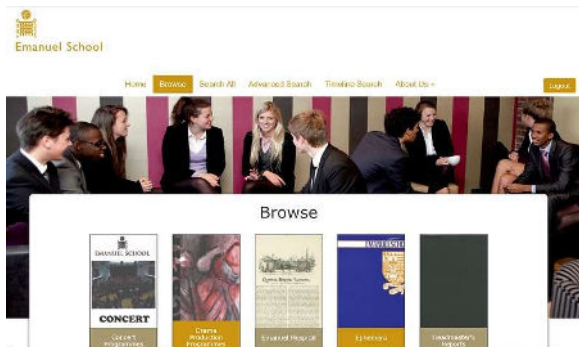 Emanuel School
Home Browse Search All Advanced Search Timeline Search About Us
Logout
Browse
EMANUEL SCHOOL
CONCERT
Concert
Programmes
Drama
Production
Programmes
Emanuel Hospital
Ephemera
Headmaster's
Reports